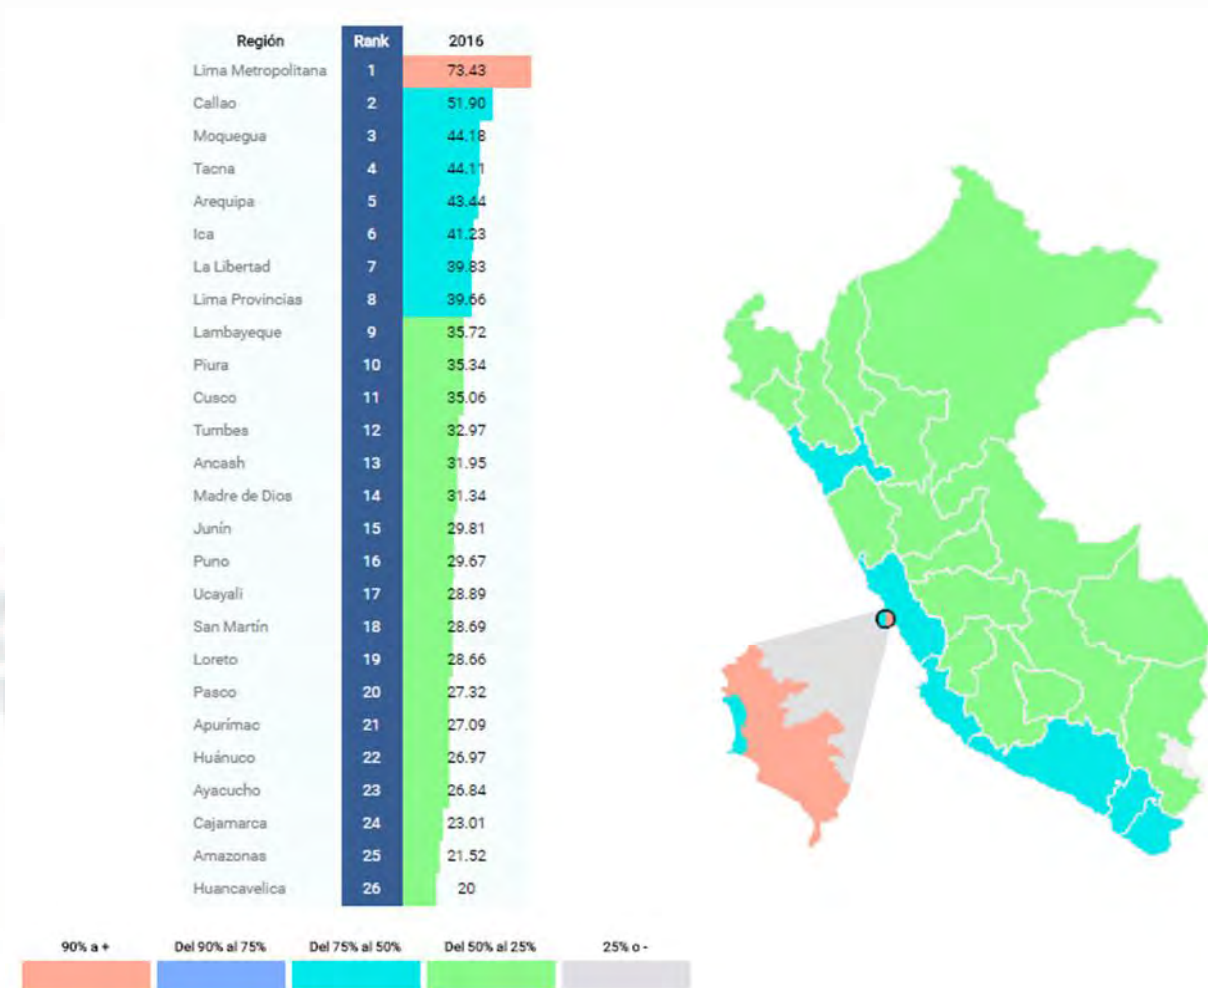 Región Rank 2016
Lima Metropolitana 1 73.43
Callao 2 51.90
Moquegua 3 44.18
Tacna 4 44.11
Arequipa 5 43.44
Ica 6 41.23
La Libertad 7 39.83
Lima Provincias 8 39.66
Lambayeque 9 35.72
Piura 10 35.34
Cusco 11 35.06
Tumbes 12 32.97
Ancash 13 31.95
Madre de Dios 14 31.34
Junín 15 29.81
Puno 16 29.67
Ucayali 17 28.89
San Martín 18 28.69
Loreto 19 28.66
Pasco 20 27.32
Apurímac 21 27.09
Huánuco 22 26.97
Ayacucho 23 26.84
Cajamarca 24 23.01
Amazonas 25 21.52
Huancavelica 26 20
90% a + Del 90% al 75% Del 75% al 50% Del 50% al 25% 25% o -